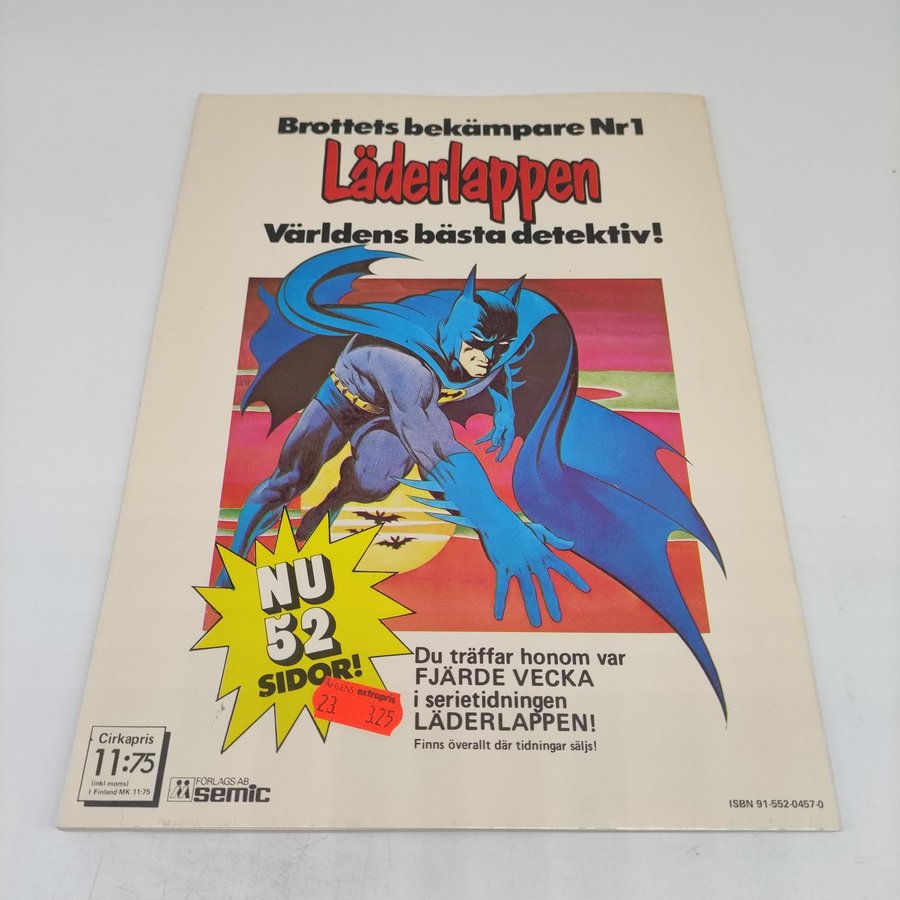 Brottets bekämpare Nr1
Läderlappen
Världens bästa detektiv!
NU
52
SIDOR!
ÅHLENS extrapris
23 3.25
Du träffar honom var
FJÄRDE VECKA
i serietidningen
LÄDERLAPPEN!
Finns överallt där tidningar säljs!
Cirkapris
11:75
(inkl moms)
I Finland MK 11:75
FÖRLAGS AB
semic
ISBN 91-552-0457-0